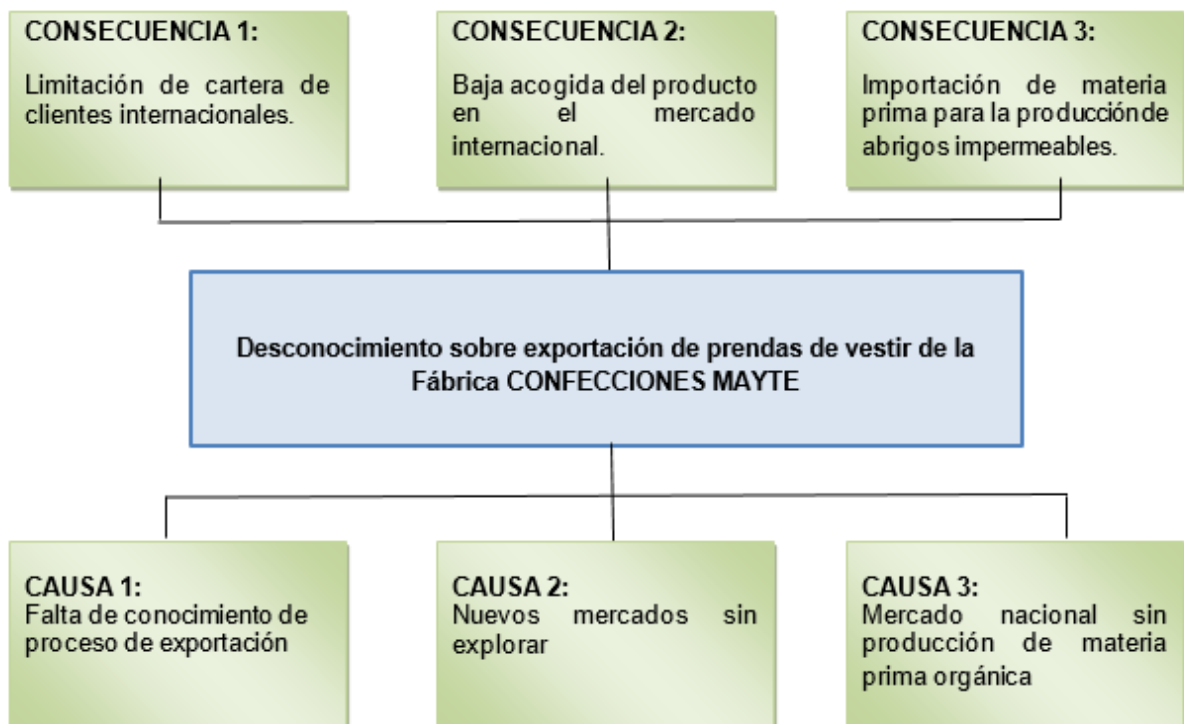 CONSECUENCIA 1:
Limitación de cartera de
clientes internacionales.
CONSECUENCIA 2:
Baja acogida del producto
en el mercado
internacional.
CONSECUENCIA 3:
Importación de materia
prima para la producción de
abrigos impermeables.
Desconocimiento sobre exportación de prendas de vestir de la
Fábrica CONFECCIONES MAYTE
CAUSA 1:
Falta de conocimiento de
proceso de exportación
CAUSA 2:
Nuevos mercados sin
explorar
CAUSA 3:
Mercado nacional sin
producción de materia
prima orgánica